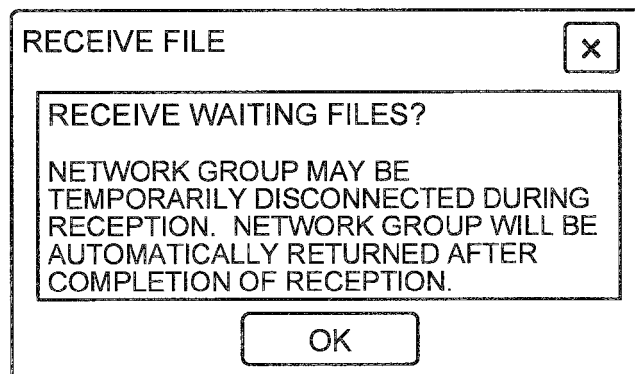 RECEIVE FILE
×
RECEIVE WAITING FILES?
NETWORK GROUP MAY BE
TEMPORARILY DISCONNECTED DURING
RECEPTION. NETWORK GROUP WILL BE
AUTOMATICALLY RETURNED AFTER
COMPLETION OF RECEPTION.
OK